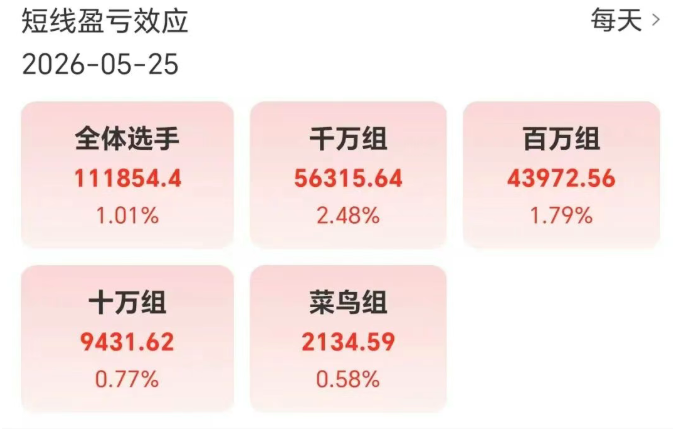 短线盈亏效应
每天 >
2026-05-25
全体选手
111854.4
1.01%
千万组
56315.64
2.48%
百万组
43972.56
1.79%
十万组
9431.62
0.77%
菜鸟组
2134.59
0.58%